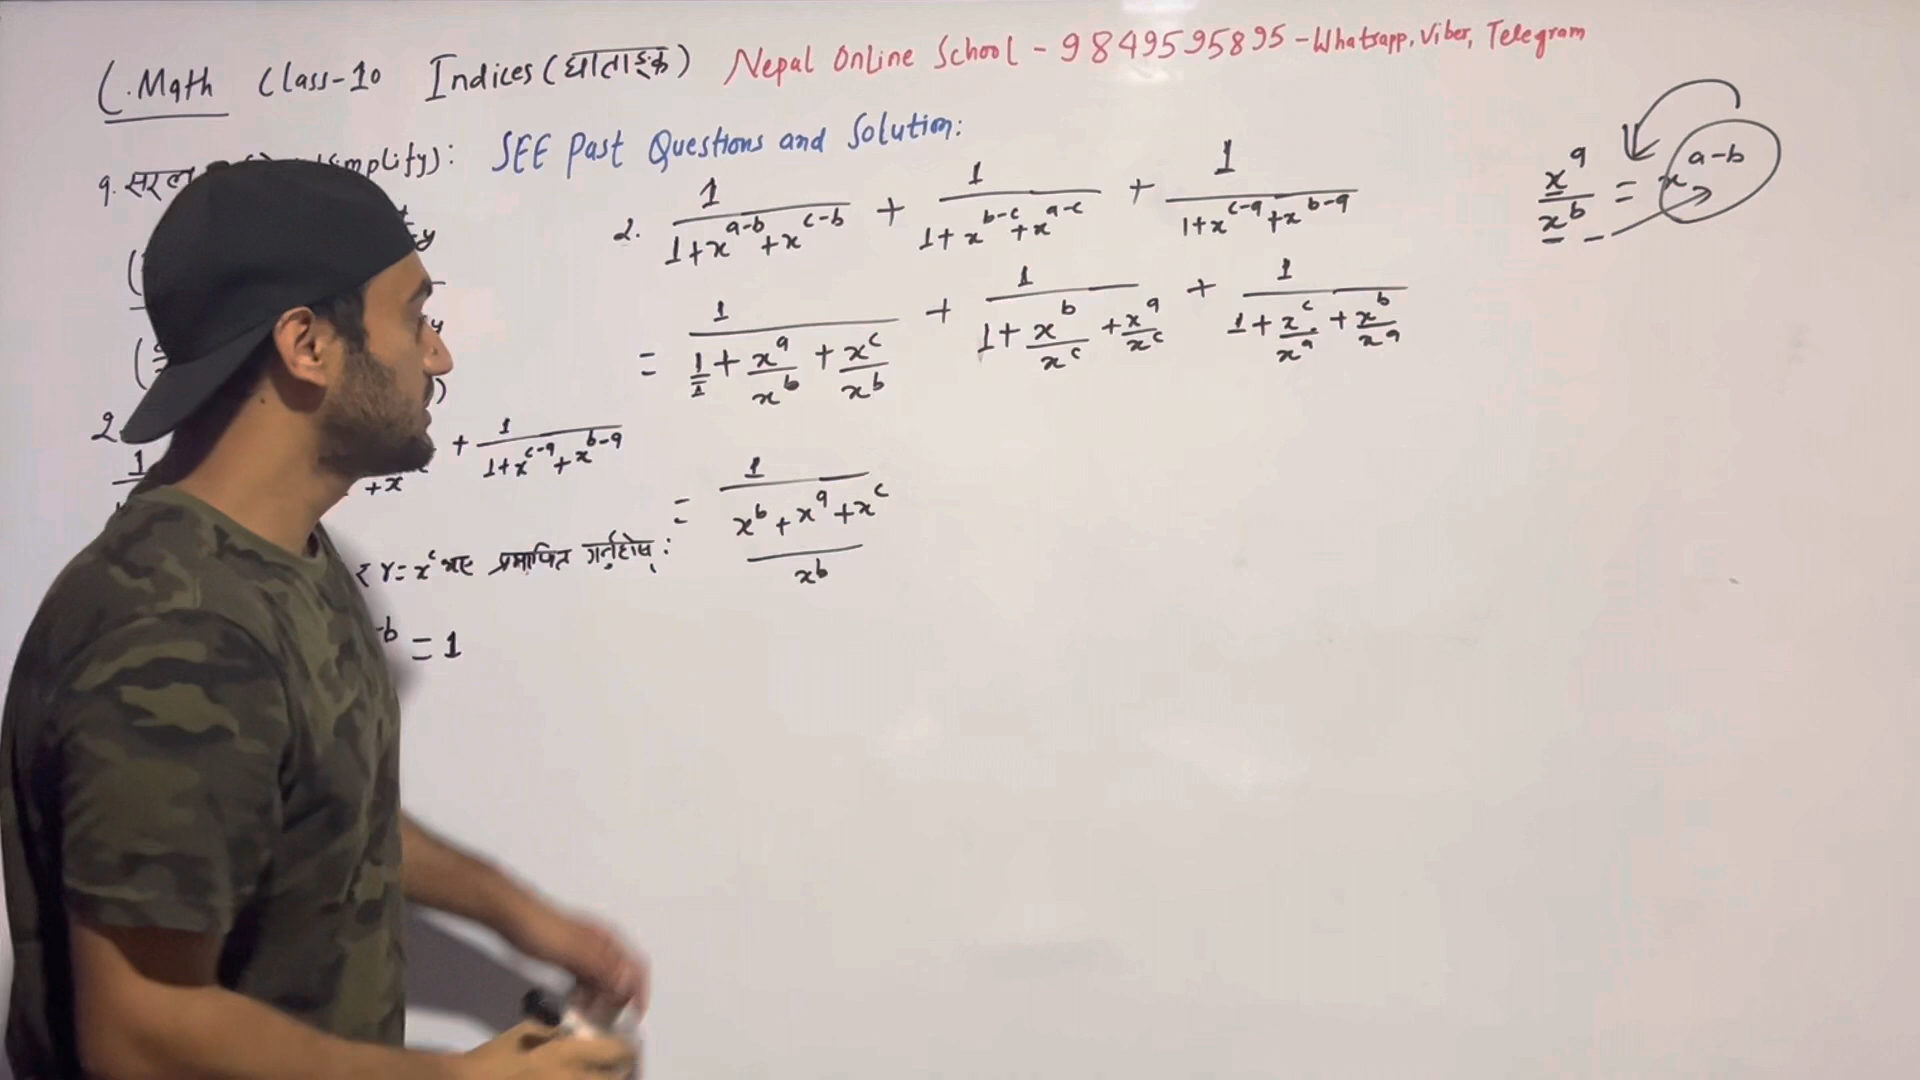 C.Math Class-10 Indices (घाताङ्क) Nepal Online School - 9849595895 - Whatsapp, Viber, Telegram
१. सरल (simplify): SEE Past Questions and Solution:
2. 1/(1+x^(a-b)+x^(c-b)) + 1/(1+x^(b-c)+x^(a-c)) + 1/(1+x^(c-a)+x^(b-a))
x^a/x^b = x^(a-b)
= 1/(1/1 + x^a/x^b + x^c/x^b) + 1/(1+ x^b/x^c + x^a/x^c) + 1/(1+ x^c/x^a + x^b/x^a)
2.
+ 1/(1+x^(c-a)+x^(b-a))
+x
= 1/((x^b + x^a + x^c)/x^b)
र y = x^c भए प्रमाणित गर्नुहोस् :
-b = 1